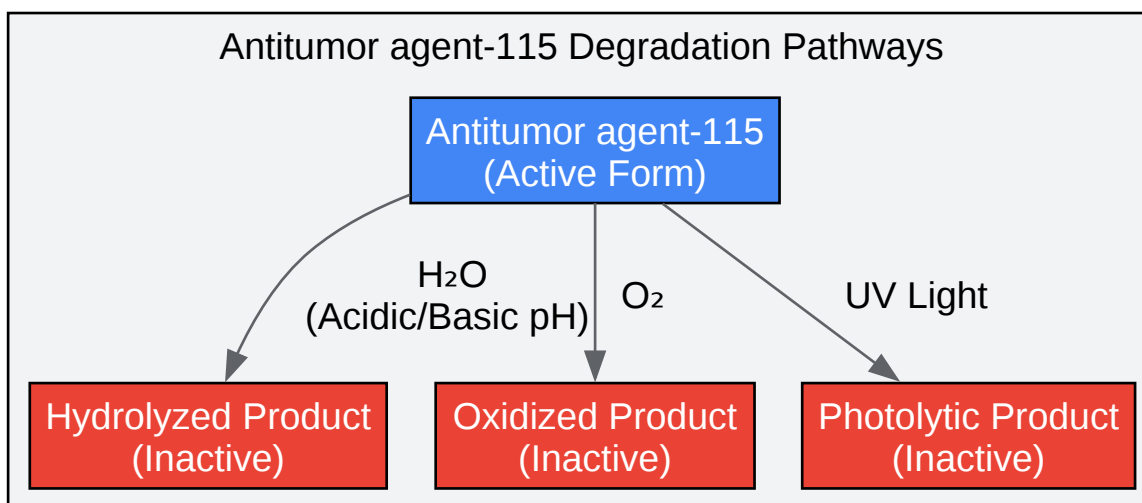 Antitumor agent-115 Degradation Pathways
Antitumor agent-115
(Active Form)
H₂O
(Acidic/Basic pH)
O₂
UV Light
Hydrolyzed Product
(Inactive)
Oxidized Product
(Inactive)
Photolytic Product
(Inactive)